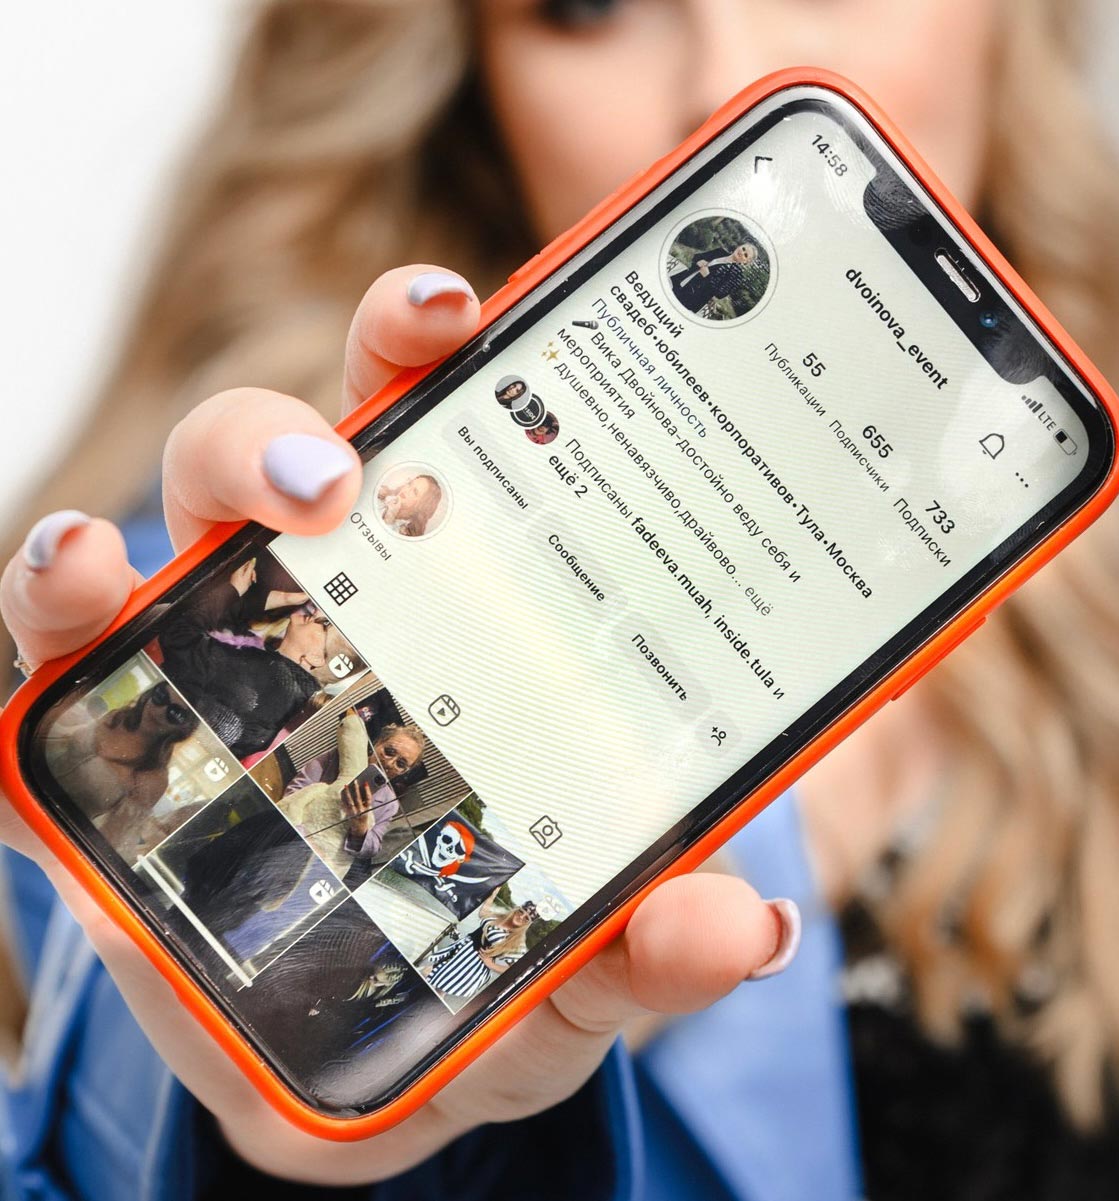 14:58
LTE
dvoinova_event
55
Публикации
655
Подписчики
733
Подписки
Ведущий
свадеб•юбилеев•корпоративов•Тула•Москва
Публичная личность
Вика Двойнова-достойно веду себя и
мероприятия
душевно,ненавязчиво,драйвово... ещё
Подписаны fadeeva.muah, inside.tula и
ещё 2
Вы подписаны
Сообщение
Позвонить
Отзывы